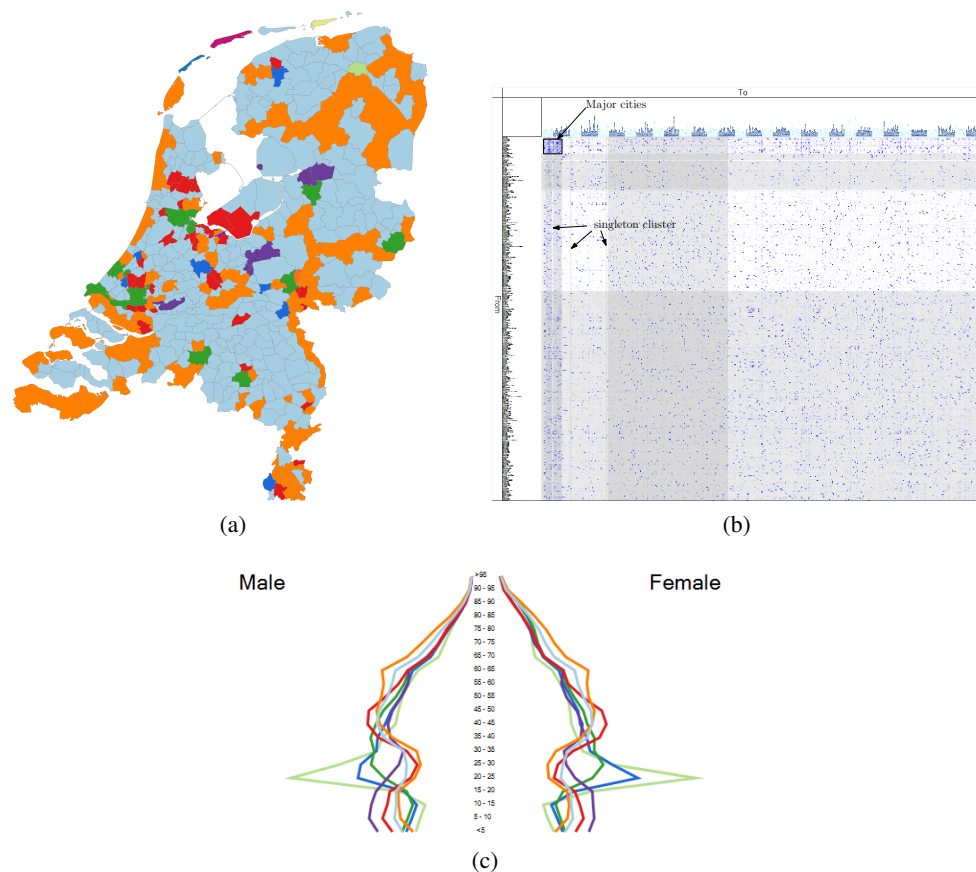 To
Major cities
singleton cluster
From
(a)
(b)
Male
Female
>95
90 - 95
85 - 90
80 - 85
75 - 80
70 - 75
65 - 70
60 - 65
55 - 60
50 - 55
45 - 50
40 - 45
35 - 40
30 - 35
25 - 30
20 - 25
15 - 20
10 - 15
5 - 10
<5
(c)